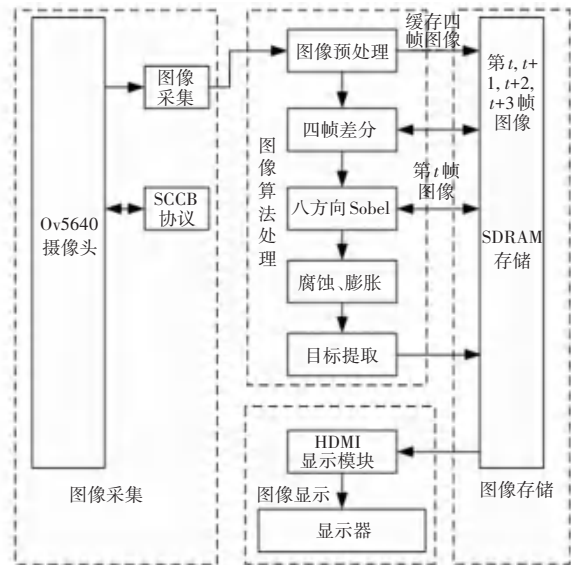 Ov5640
摄像头
图像
采集
SCCB
协议
图像采集
图像预处理
四帧差分
八方向Sobel
腐蚀、膨胀
目标提取
图像算法处理
缓存四
帧图像
第t帧
图像
第t, t+
1, t+2,
t+3帧
图像
SDRAM
存储
图像存储
HDMI
显示模块
图像显示
显示器